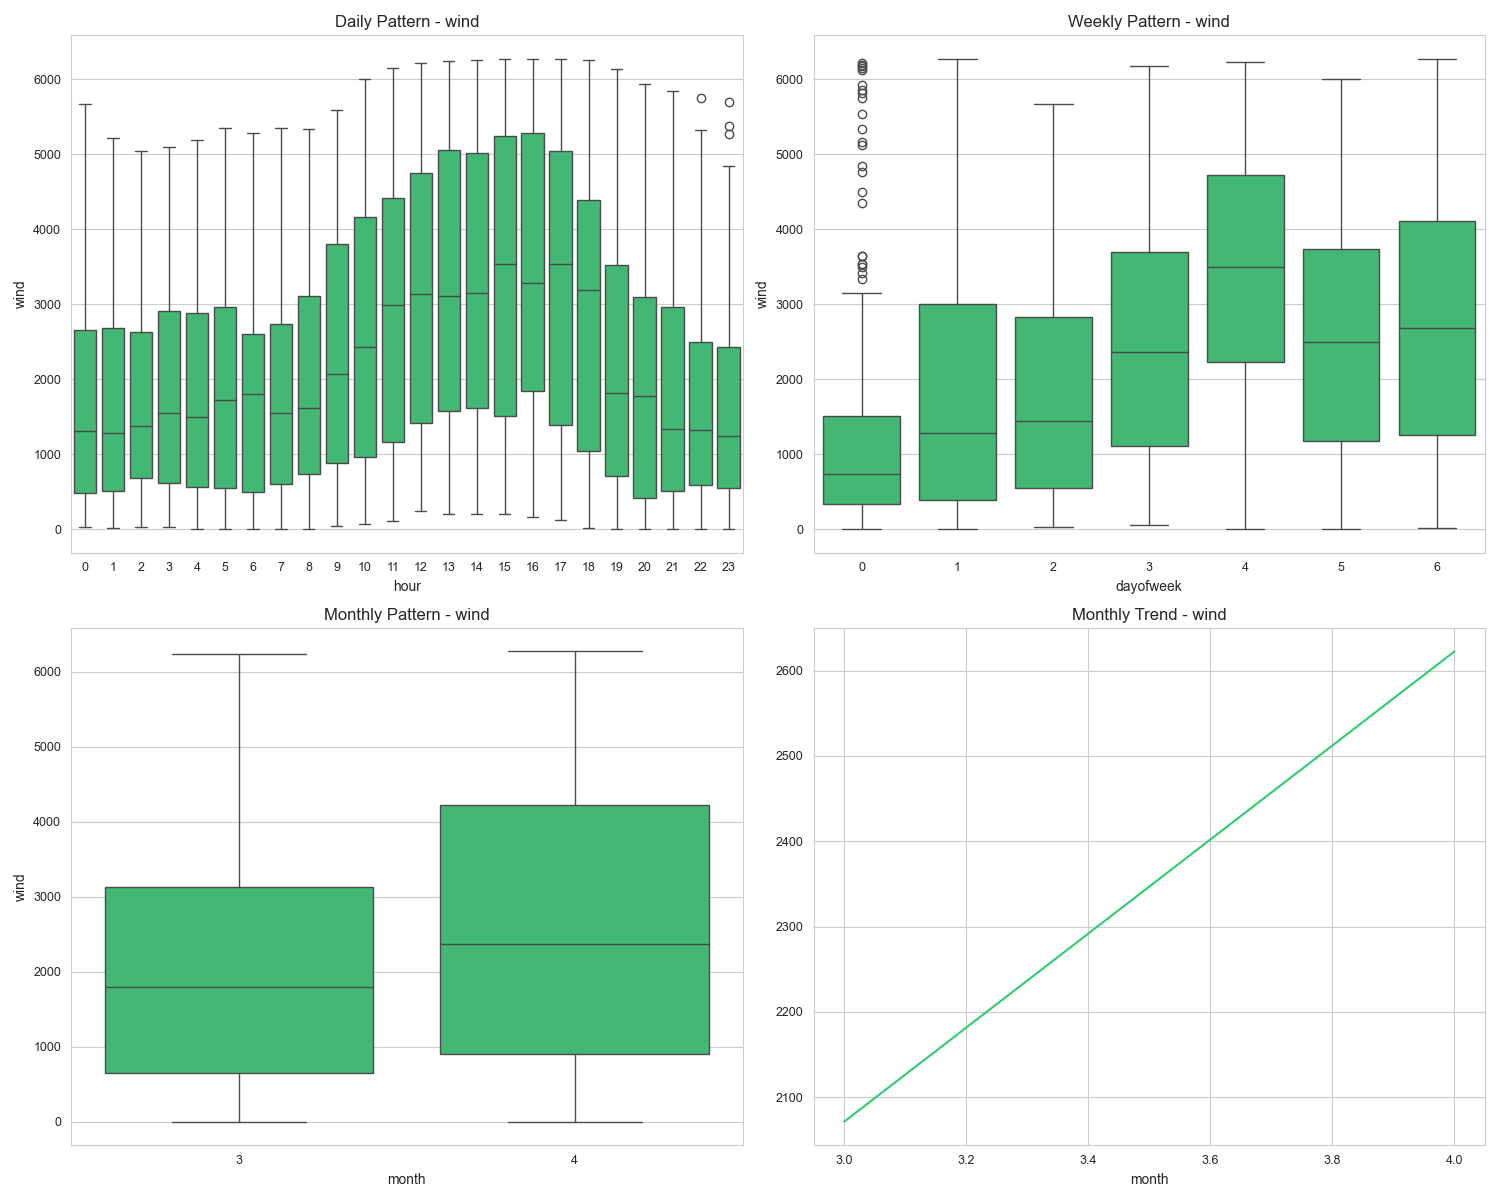 Daily Pattern - wind
wind
6000
5000
4000
3000
2000
1000
0
0 1 2 3 4 5 6 7 8 9 10 11 12 13 14 15 16 17 18 19 20 21 22 23
hour
Weekly Pattern - wind
wind
6000
5000
4000
3000
2000
1000
0
0 1 2 3 4 5 6
dayofweek
Monthly Pattern - wind
wind
6000
5000
4000
3000
2000
1000
0
3 4
month
Monthly Trend - wind
2600
2500
2400
2300
2200
2100
3.0 3.2 3.4 3.6 3.8 4.0
month